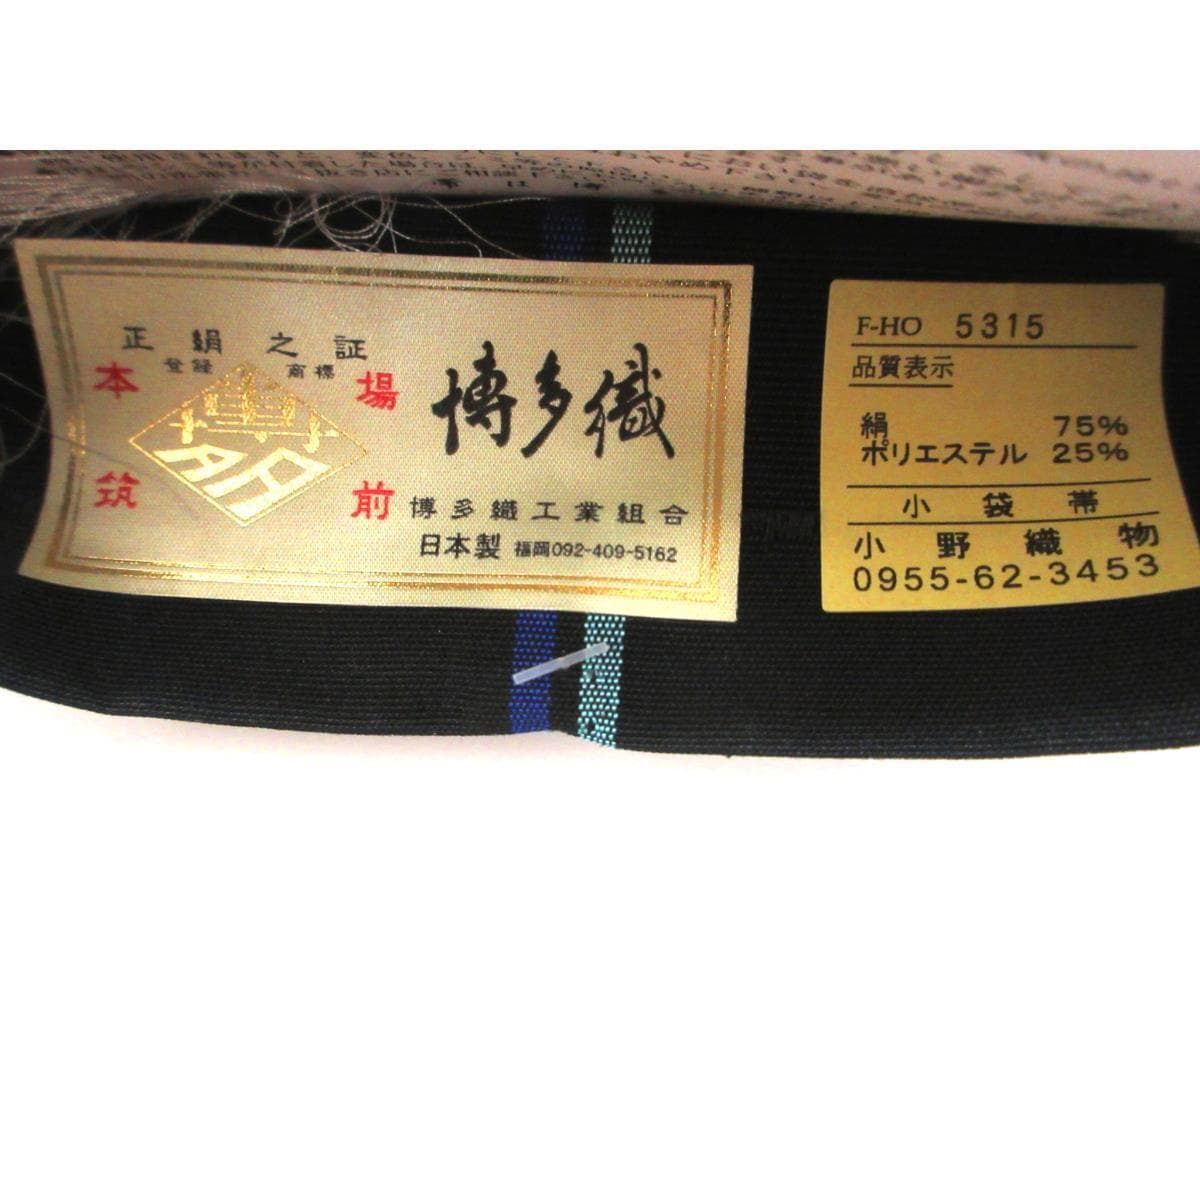 正絹之証
登録 商標
本場
筑前
博多織
博多織工業組合
日本製 福岡092-409-5162
F-HO 5315
品質表示
絹 75%
ポリエステル 25%
小袋帯
小野織物
0955-62-3453